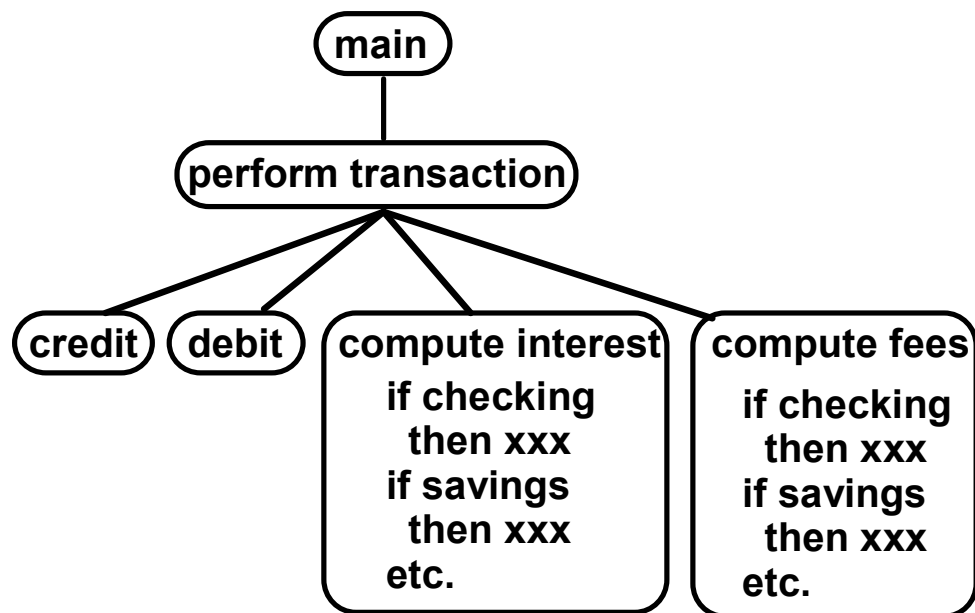 main
perform transaction
credit
debit
compute interest
if checking
then xxx
if savings
then xxx
etc.
compute fees
if checking
then xxx
if savings
then xxx
etc.